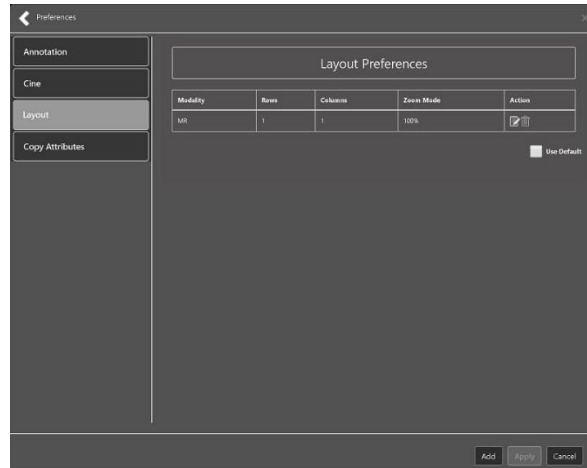 Preferences
Annotation
Cine
Layout
Copy Attributes
Layout Preferences
Modality Rows Columns Zoom Mode Action
MR 1 1 100%
Use Default
Add Apply Cancel